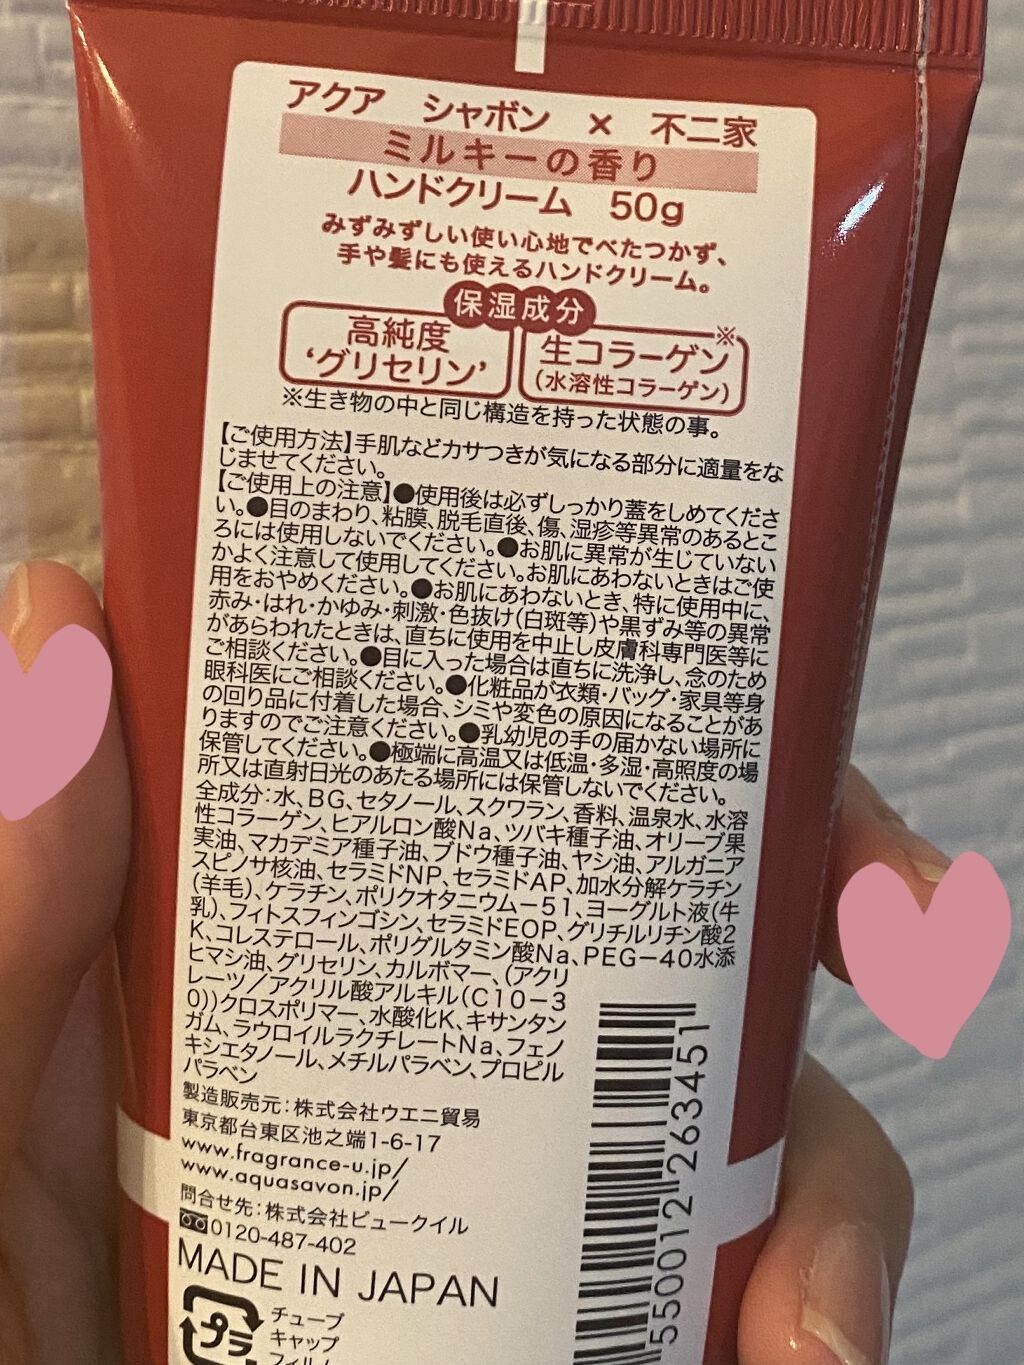 アクア シャボン × 不二家
ミルキーの香り
ハンドクリーム 50g
みずみずしい使い心地でべたつかず、
手や髪にも使えるハンドクリーム。
保湿成分
高純度
‘グリセリン’
※
生コラーゲン
(水溶性コラーゲン)
※生き物の中と同じ構造を持った状態の事。
【ご使用方法】手肌などカサつきが気になる部分に適量をな
じませてください。
【ご使用上の注意】●使用後は必ずしっかり蓋をしめてくださ
い。●目のまわり、粘膜、脱毛直後、傷、湿疹等異常のあるとこ
ろには使用しないでください。●お肌に異常が生じていない
かよく注意して使用してください。お肌にあわないときはご使
用をおやめください。●お肌にあわないとき、特に使用中に、
赤み・はれ・かゆみ・刺激・色抜け(白斑等)や黒ずみ等の異常
があらわれたときは、直ちに使用を中止し皮膚科専門医等に
ご相談ください。●目に入った場合は直ちに洗浄し、念のため
眼科医にご相談ください。●化粧品が衣類・バッグ・家具等身
の回り品に付着した場合、シミや変色の原因になることがあ
りますのでご注意ください。●乳幼児の手の届かない場所に
保管してください。●極端に高温又は低温・多湿・高照度の場
所又は直射日光のあたる場所には保管しないでください。
全成分:水、BG、セタノール、スクワラン、香料、温泉水、水溶
性コラーゲン、ヒアルロン酸Na、ツバキ種子油、オリーブ果
実油、マカデミア種子油、ブドウ種子油、ヤシ油、アルガニア
スピノサ核油、セラミドNP、セラミドAP、加水分解ケラチン
(羊毛)、ケラチン、ポリクオタニウム-51、ヨーグルト液(牛
乳)、フィトスフィンゴシン、セラミドEOP、グリチルリチン酸2
K、コレステロール、ポリグルタミン酸Na、PEG-40水添
ヒマシ油、グリセリン、カルボマー、(アクリ
レーツ/アクリル酸アルキル(C10-3
0))クロスポリマー、水酸化K、キサンタン
ガム、ラウロイルラクチレートNa、フェノ
キシエタノール、メチルパラベン、プロピル
パラベン
製造販売元:株式会社ウエニ貿易
東京都台東区池之端1-6-17
www.fragrance-u.jp/
www.aquasavon.jp/
問合せ先:株式会社ビュークイル
0120-487-402
MADE IN JAPAN
プラ
チューブ
キャップ
フィルム
550012 263451